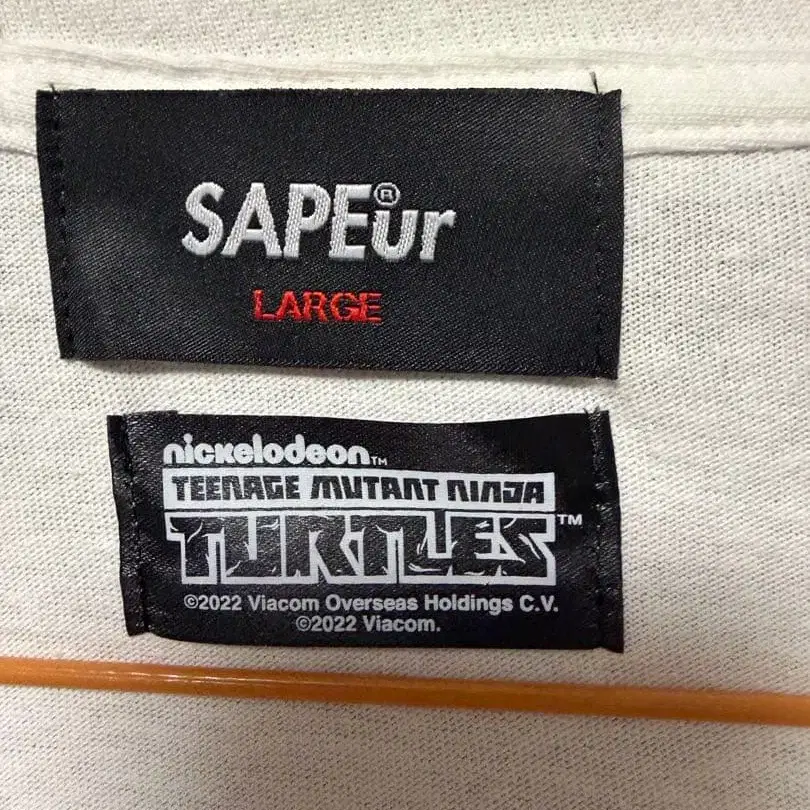 SAPEur®
LARGE
nickelodeon™
TEENAGE MUTANT NINJA
TURTLES™
©2022 Viacom Overseas Holdings C.V.
©2022 Viacom.